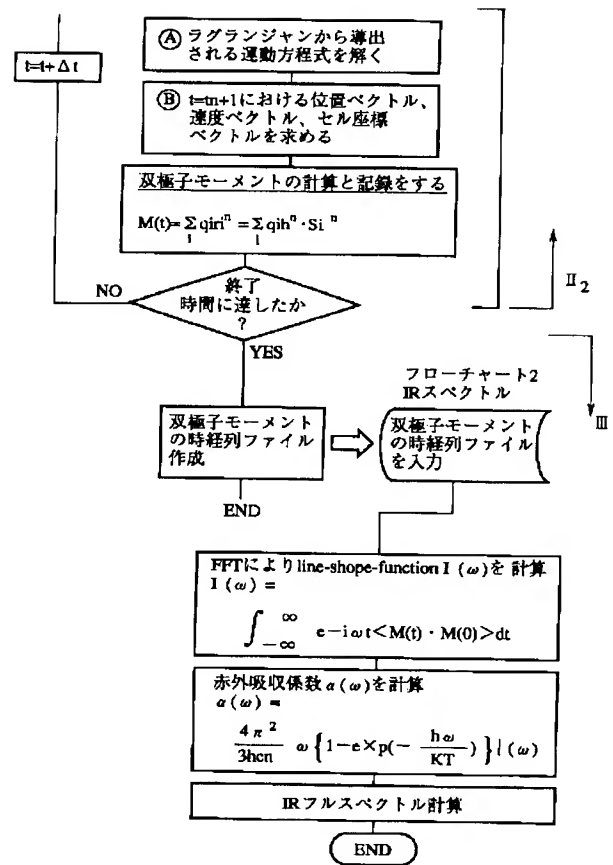 Ⓐ ラグランジャンから導出
される運動方程式を解く
t=t+Δt
Ⓑ t=tn+1における位置ベクトル、
速度ベクトル、セル座標
ベクトルを求める
双極子モーメントの計算と記録をする
M(t)=Σ qiri^n = Σ qih^n・Si^n
i i
NO
終了
時間に達したか
?
YES
II2
III
フローチャート2
IRスペクトル
双極子モーメント
の時経列ファイル
作成
双極子モーメント
の時経列ファイル
を入力
END
FFTによりline-shope-function I (ω)を 計算
I (ω) =
∫−∞ ∞ e−iωt<M(t)・M(0)>dt
赤外吸収係数 α(ω)を計算
α(ω) =
4π2
3hcn
ω{1−e×p(− hω
KT
)}I(ω)
IRフルスペクトル計算
END